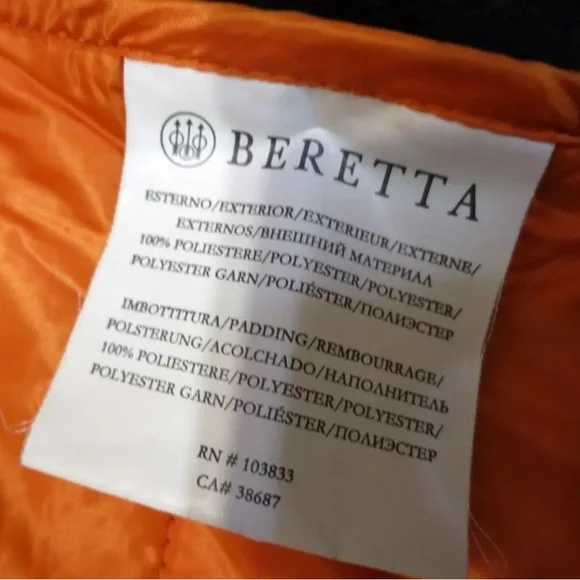 BERETTA
ESTERNO/EXTERIOR/EXTERIEUR/EXTERNE/
EXTERNOS/ВНЕШНИЙ МАТЕРИАЛ
100% POLIESTERE/POLYESTER/POLYESTER/
POLYESTER GARN/POLIÉSTER/ПОЛИЭСТЕР
IMBOTTITURA/PADDING/REMBOURRAGE/
POLSTERUNG/ACOLCHADO/НАПОЛНИТЕЛЬ
100% POLIESTERE/POLYESTER/POLYESTER/
POLYESTER GARN/POLIÉSTER/ПОЛИЭСТЕР
RN # 103833
CA# 38687